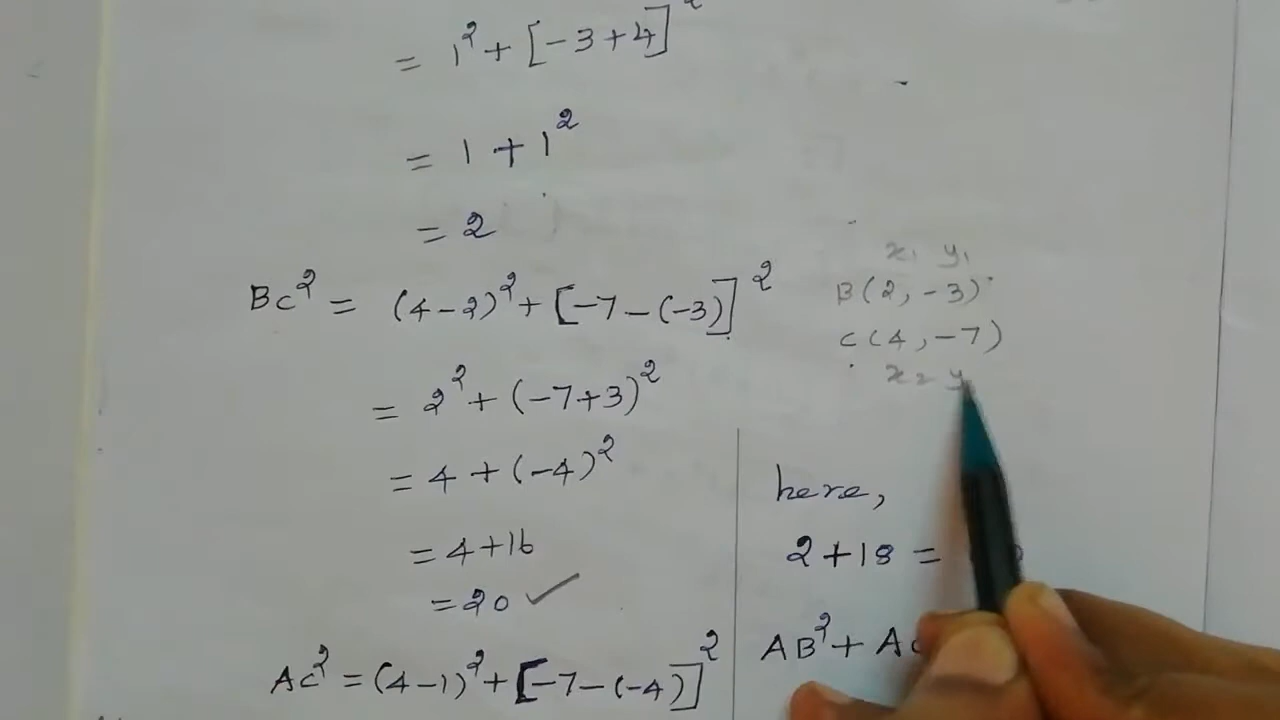 = 1² + [-3+4]²
= 1 + 1²
= 2
BC² = (4-2)² + [-7-(-3)]²
= 2² + (-7+3)²
= 4 + (-4)²
= 4+16
= 20 ✓
AC² = (4-1)² + [-7-(-4)]²
x₁ y₁
B(2, -3)
C(4, -7)
x₂ y₂
here,
2+18 =
AB² +